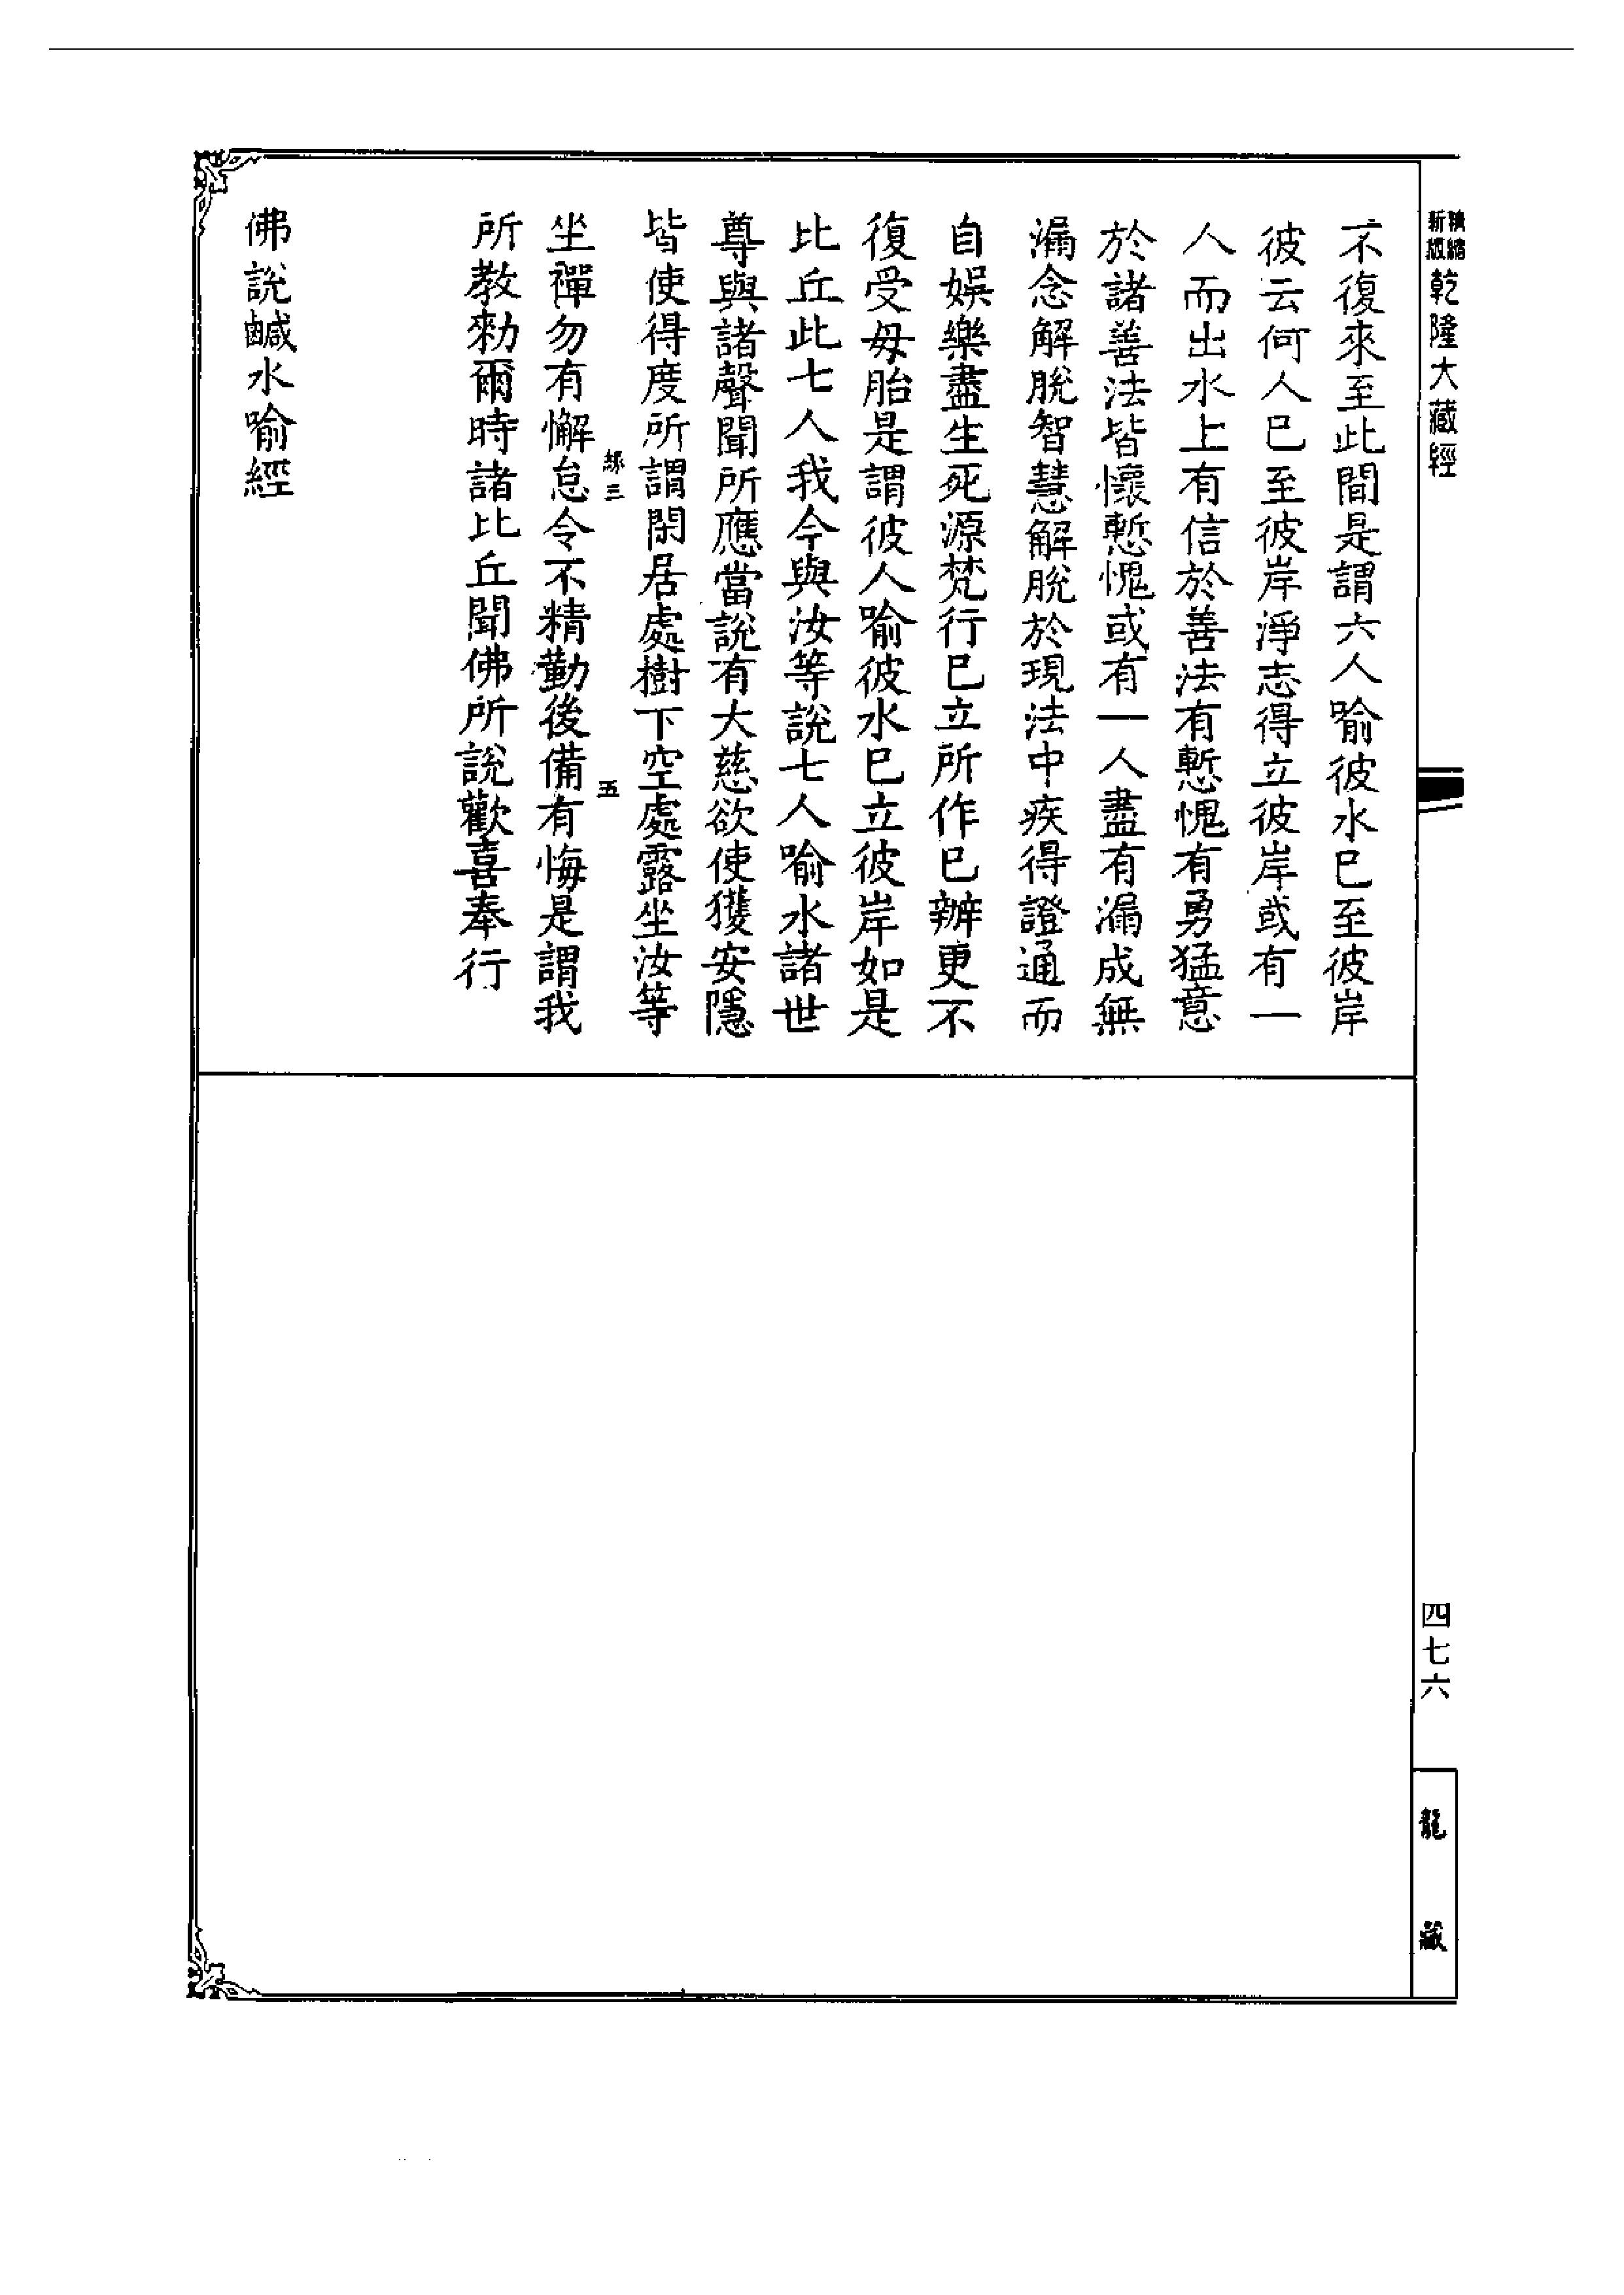 新版精縮乾隆大藏經
不復來至此間是謂六人喻彼水巳至彼岸
彼云何人巳至彼岸淨志得立彼岸或有一
人而出水上有信於善法有慙愧有勇猛意
於諸善法皆懷慙愧或有一人盡有漏成無
漏念解脫智慧解脫於現法中疾得證通而
自娛樂盡生死源梵行巳立所作巳辦更不
復受母胎是謂彼人喻彼水巳立彼岸如是
比丘此七人我今與汝等說七人喻水諸世
尊與諸聲聞所應當說有大慈欲使獲安隱
皆使得度所謂閑居處樹下空處露坐汝等
三 五
坐禪勿有懈怠令不精勤後備有悔是謂我
所教勑爾時諸比丘聞佛所說歡喜奉行
佛說鹹水喻經
四七六
龍藏